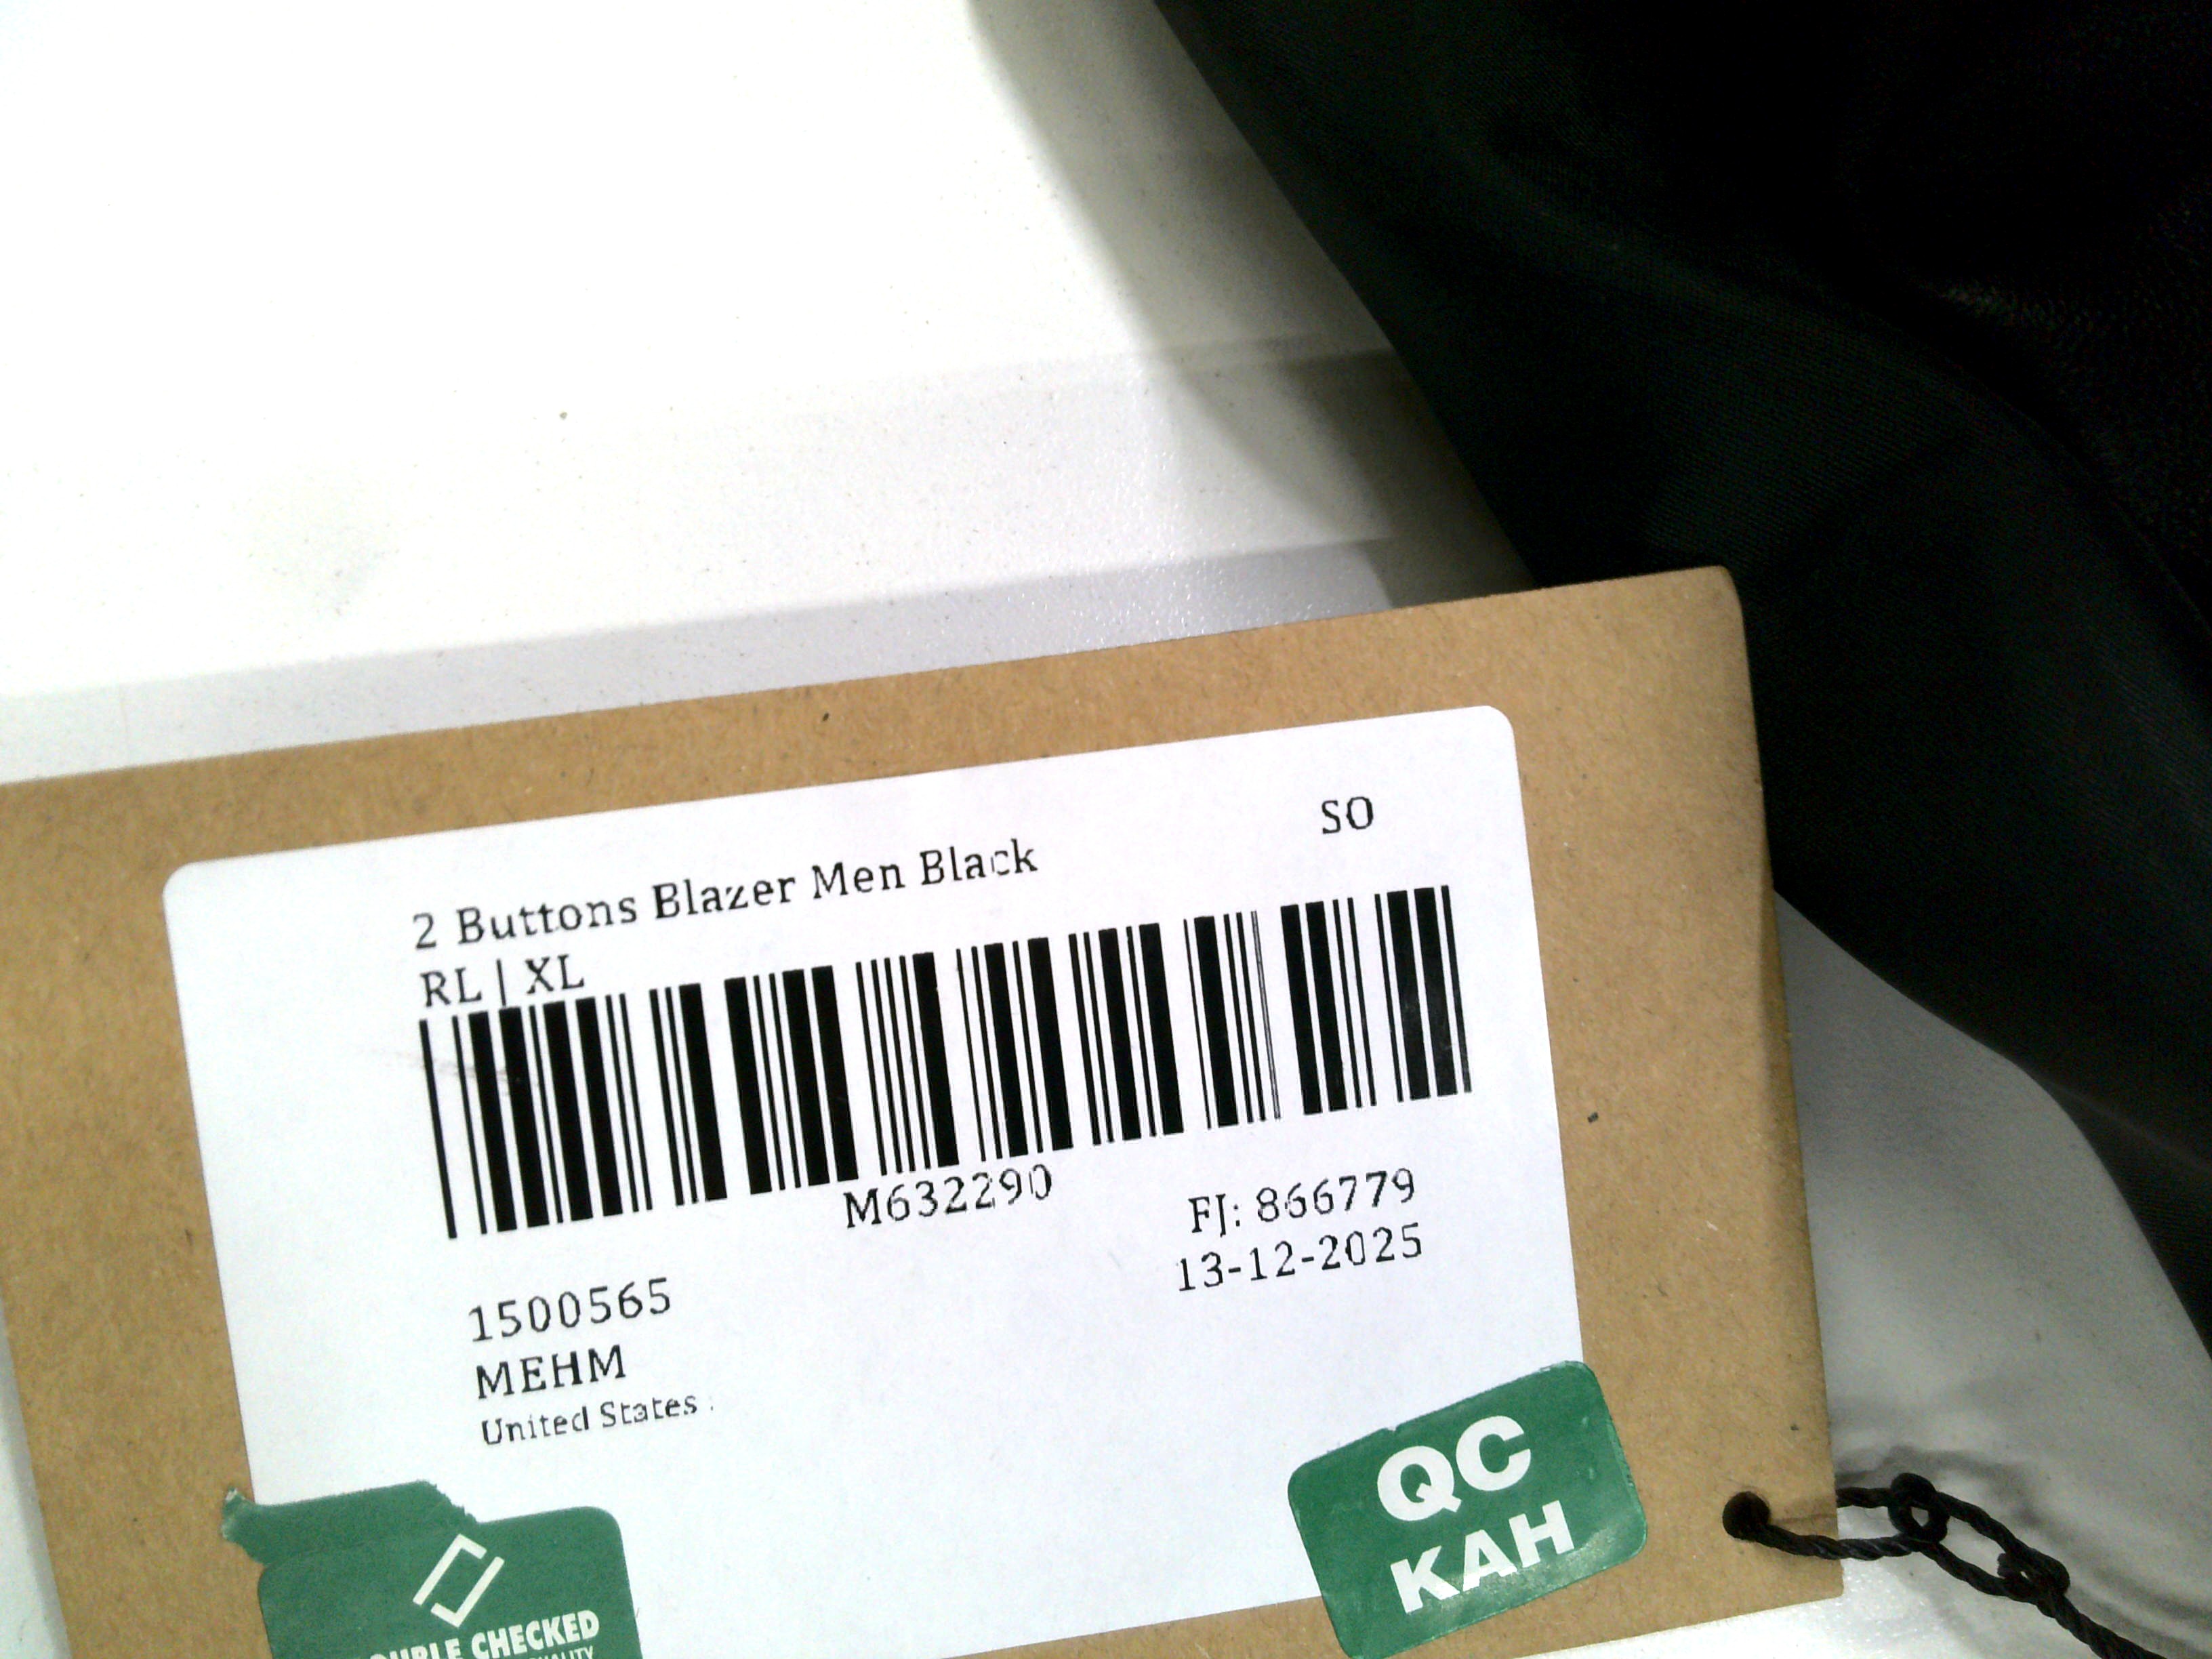 SO
2 Buttons Blazer Men Black
RL | XL
M632290
FJ: 866779
13-12-2025
1500565
MEHM
United States
QC
KAH
CHECKED